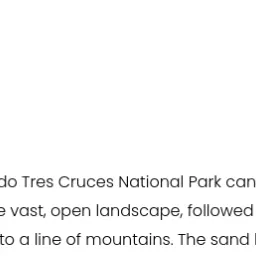 do Tres Cruces National Park can
e vast, open landscape, followed
to a line of mountains. The sand